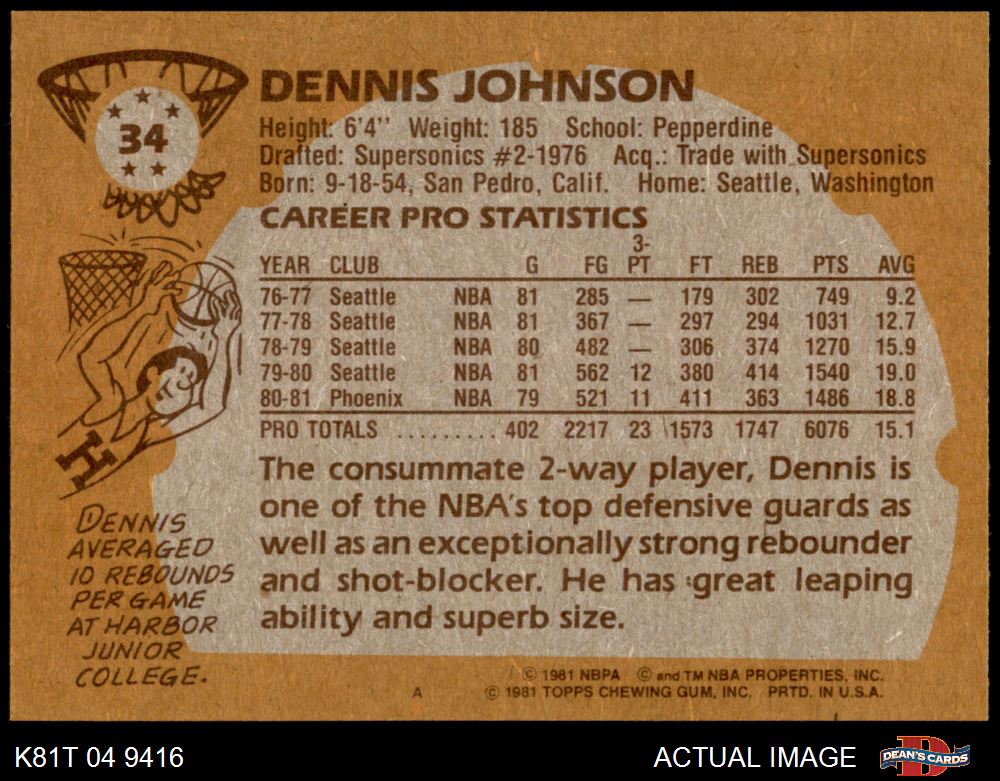 34
DENNIS JOHNSON
Height: 6'4" Weight: 185 School: Pepperdine
Drafted: Supersonics #2-1976 Acq.: Trade with Supersonics
Born: 9-18-54, San Pedro, Calif. Home: Seattle, Washington
CAREER PRO STATISTICS
YEAR CLUB G FG 3-PT FT REB PTS AVG
76-77 Seattle NBA 81 285 — 179 302 749 9.2
77-78 Seattle NBA 81 367 — 297 294 1031 12.7
78-79 Seattle NBA 80 482 — 306 374 1270 15.9
79-80 Seattle NBA 81 562 12 380 414 1540 19.0
80-81 Phoenix NBA 79 521 11 411 363 1486 18.8
PRO TOTALS .......... 402 2217 23 1573 1747 6076 15.1
The consummate 2-way player, Dennis is
one of the NBA's top defensive guards as
well as an exceptionally strong rebounder
and shot-blocker. He has great leaping
ability and superb size.
H
DENNIS
AVERAGED
10 REBOUNDS
PER GAME
AT HARBOR
JUNIOR
COLLEGE.
© 1981 NBPA © and TM NBA PROPERTIES, INC.
A © 1981 TOPPS CHEWING GUM, INC. PRTD. IN U.S.A.
K81T 04 9416 ACTUAL IMAGE
D
DEAN'S CARDS